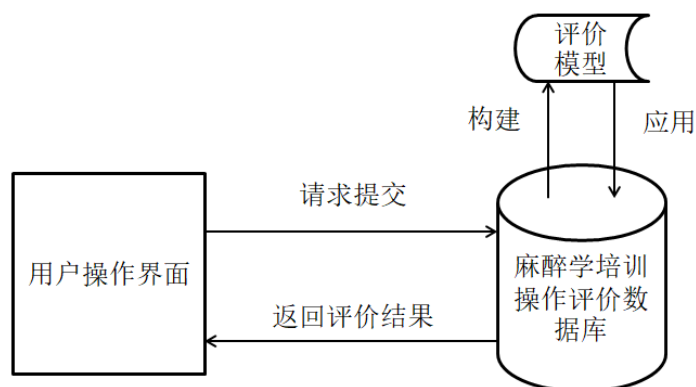 评价
模型
构建
应用
请求提交
用户操作界面
麻醉学培训
操作评价数
据库
返回评价结果